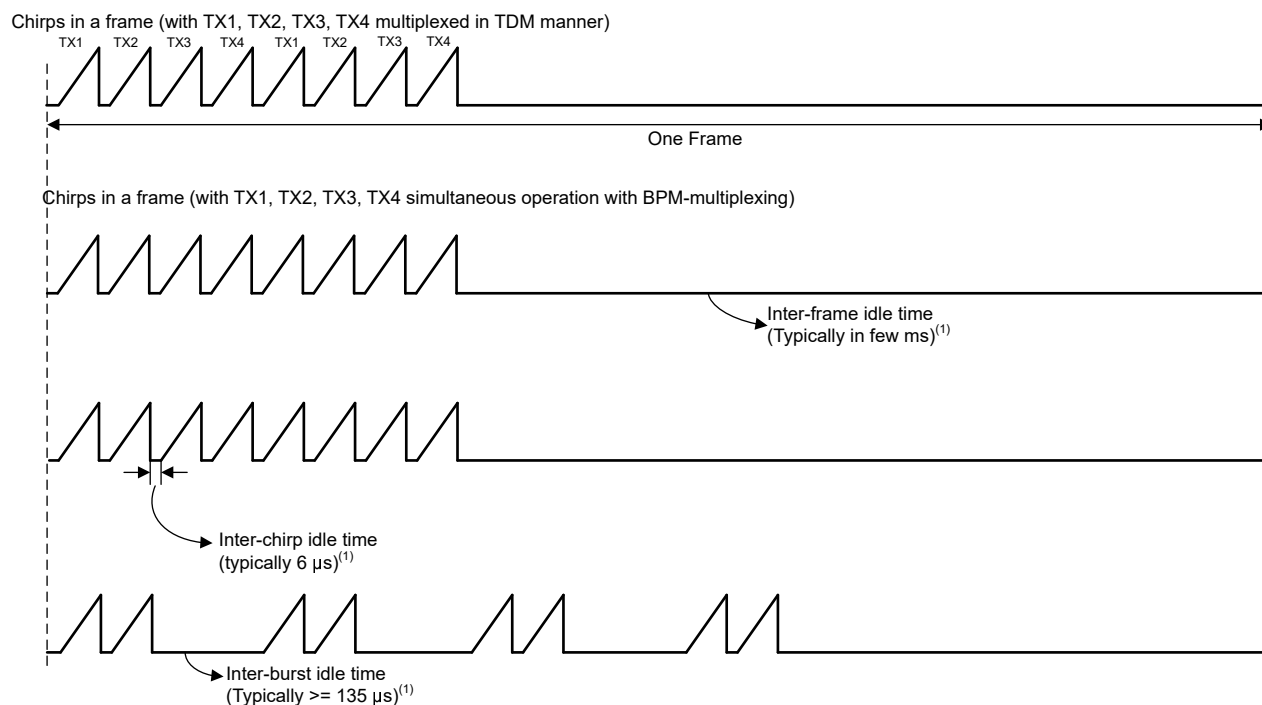 Chirps in a frame (with TX1, TX2, TX3, TX4 multiplexed in TDM manner)
TX1 TX2 TX3 TX4 TX1 TX2 TX3 TX4
One Frame
Chirps in a frame (with TX1, TX2, TX3, TX4 simultaneous operation with BPM-multiplexing)
Inter-frame idle time
(Typically in few ms)(1)
Inter-chirp idle time
(typically 6 μs)(1)
Inter-burst idle time
(Typically >= 135 μs)(1)